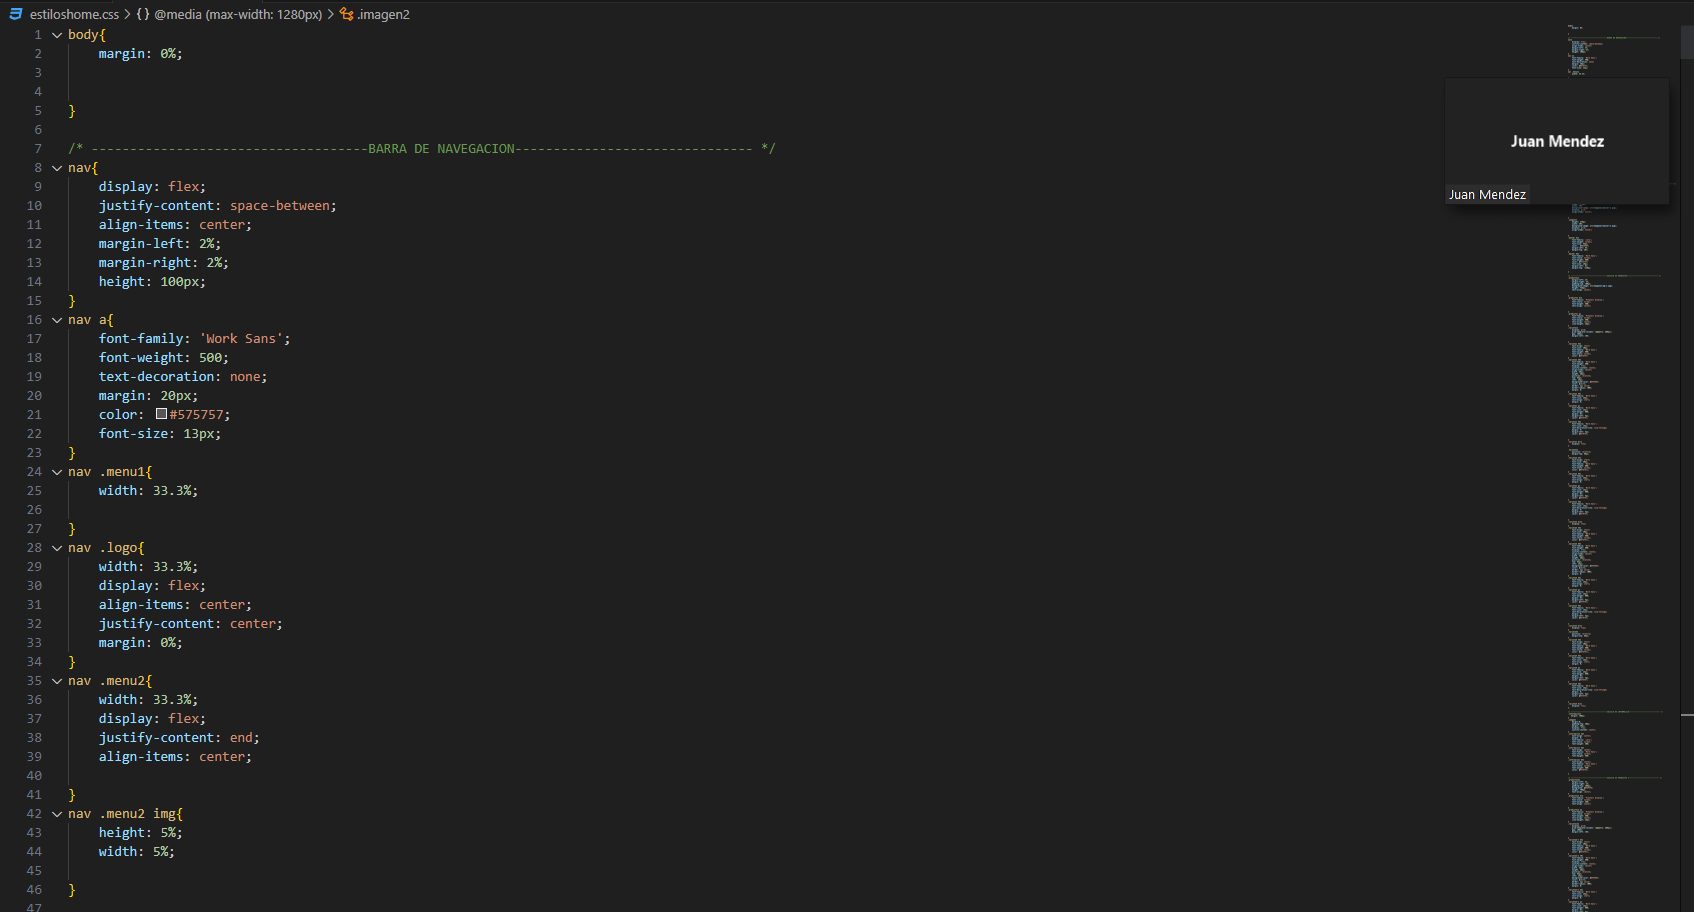 estiloshome.css > {} @media (max-width: 1280px) > .imagen2
1 body{
2 margin: 0%;
3
4
5 }
6
7 /* ------------------------------------BARRA DE NAVEGACION------------------------------- */
8 nav{
9 display: flex;
10 justify-content: space-between;
11 align-items: center;
12 margin-left: 2%;
13 margin-right: 2%;
14 height: 100px;
15 }
16 nav a{
17 font-family: 'Work Sans';
18 font-weight: 500;
19 text-decoration: none;
20 margin: 20px;
21 color: #575757;
22 font-size: 13px;
23 }
24 nav .menu1{
25 width: 33.3%;
26
27 }
28 nav .logo{
29 width: 33.3%;
30 display: flex;
31 align-items: center;
32 justify-content: center;
33 margin: 0%;
34 }
35 nav .menu2{
36 width: 33.3%;
37 display: flex;
38 justify-content: end;
39 align-items: center;
40
41 }
42 nav .menu2 img{
43 height: 5%;
44 width: 5%;
45
46 }
47
Juan Mendez
Juan Mendez